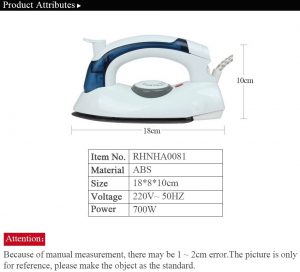 Product Attributes
10cm
18cm
Item No. RHNHA0081
Material ABS
Size 18*8*10cm
Voltage 220V~ 50HZ
Power 700W
Attention:
Because of manual measurement, there may be 1 ~ 2cm error.The picture is only
for reference, please make the object as the standard.